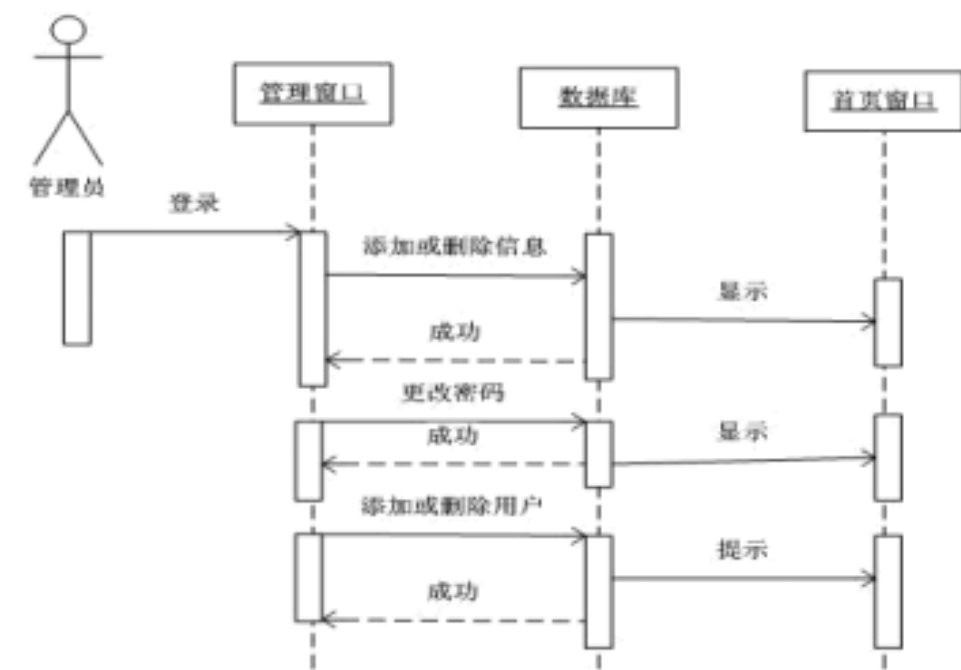 管理窗口
数据库
首页窗口
管理员
登录
添加或删除信息
显示
成功
更改密码
成功
显示
添加或删除用户
提示
成功